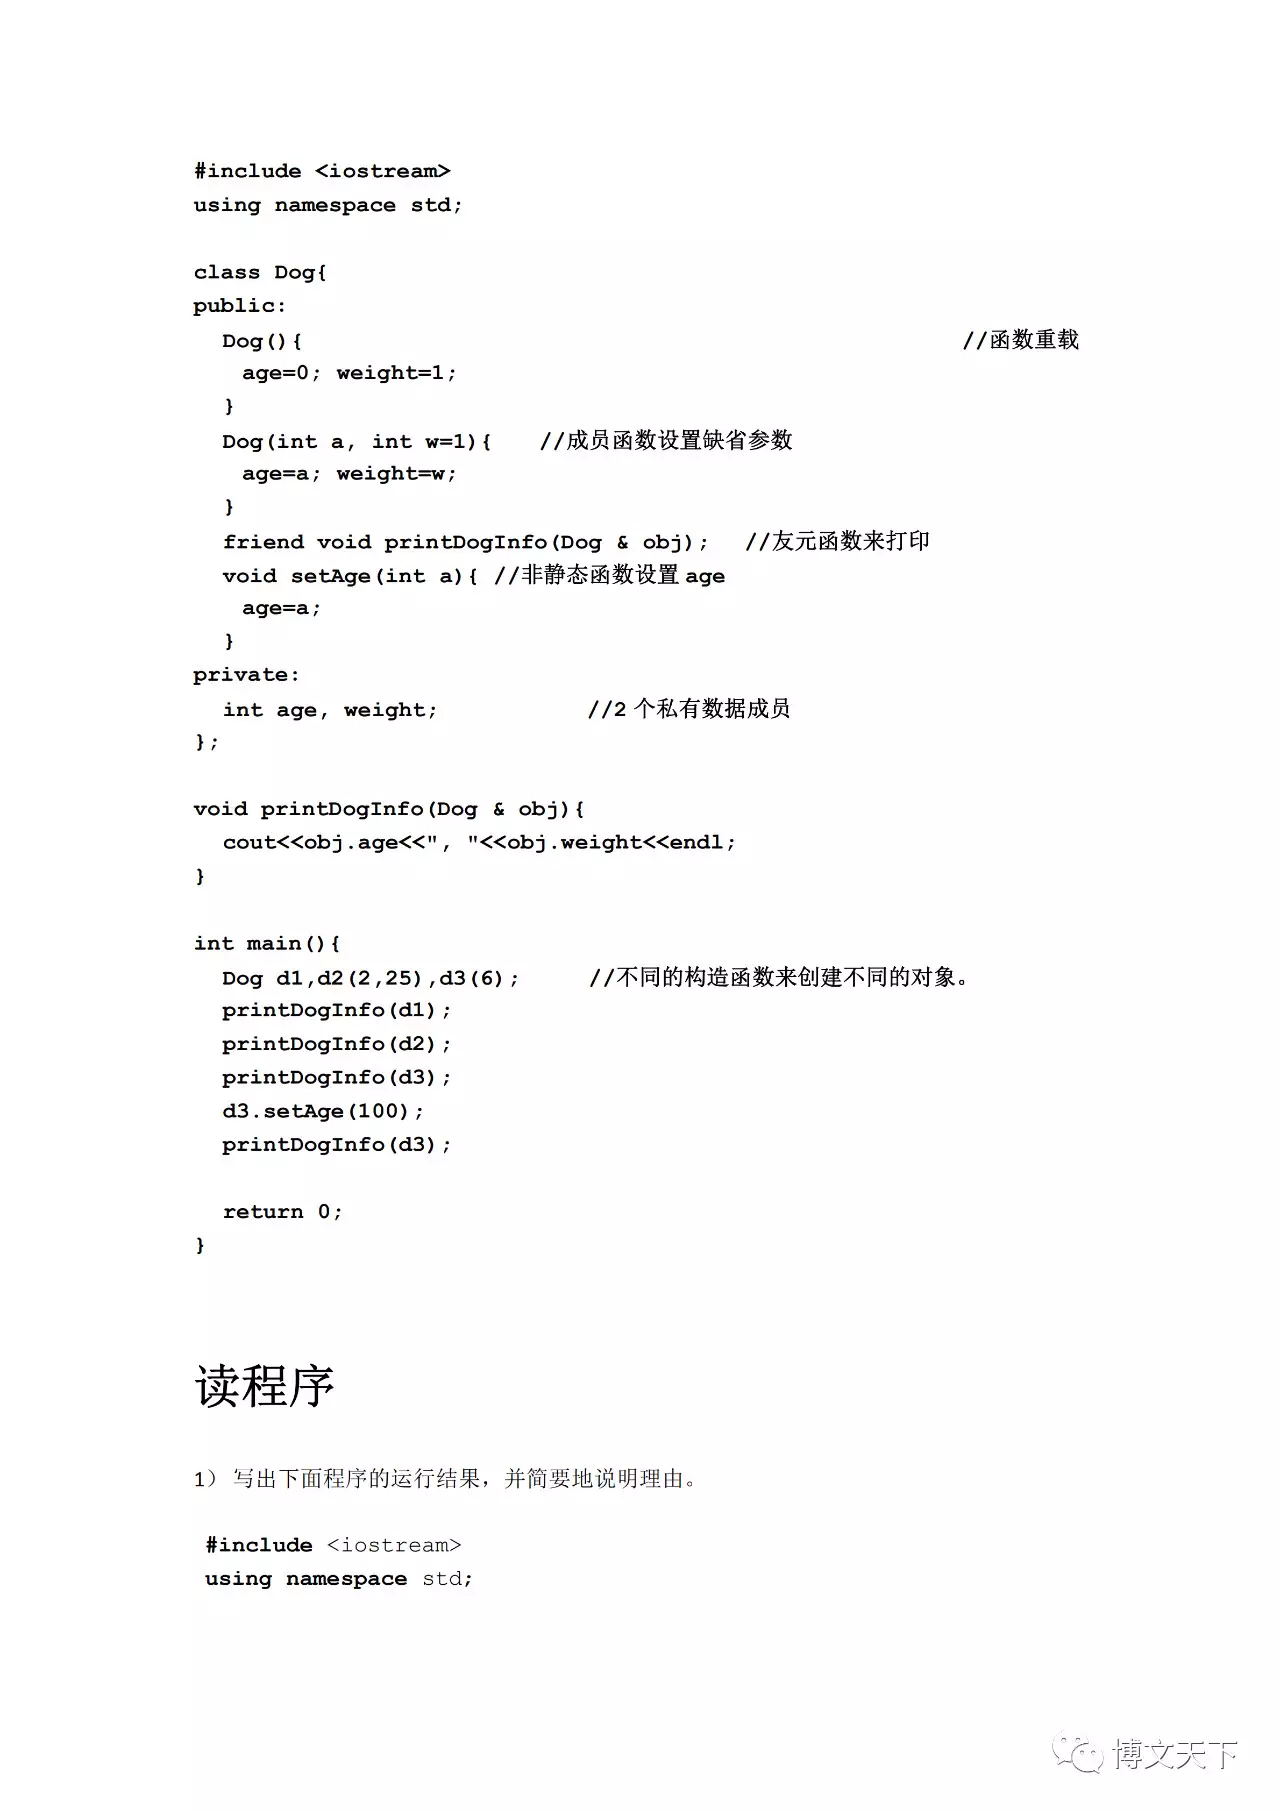 #include <iostream>
using namespace std;
class Dog{
public:
Dog(){ //函数重载
age=0; weight=1;
}
Dog(int a, int w=1){ //成员函数设置缺省参数
age=a; weight=w;
}
friend void printDogInfo(Dog & obj); //友元函数来打印
void setAge(int a){ //非静态函数设置 age
age=a;
}
private:
int age, weight; //2 个私有数据成员
};
void printDogInfo(Dog & obj){
cout<<obj.age<<", "<<obj.weight<<endl;
}
int main(){
Dog d1,d2(2,25),d3(6); //不同的构造函数来创建不同的对象。
printDogInfo(d1);
printDogInfo(d2);
printDogInfo(d3);
d3.setAge(100);
printDogInfo(d3);
return 0;
}
读程序
1） 写出下面程序的运行结果，并简要地说明理由。
#include <iostream>
using namespace std;
博文天下